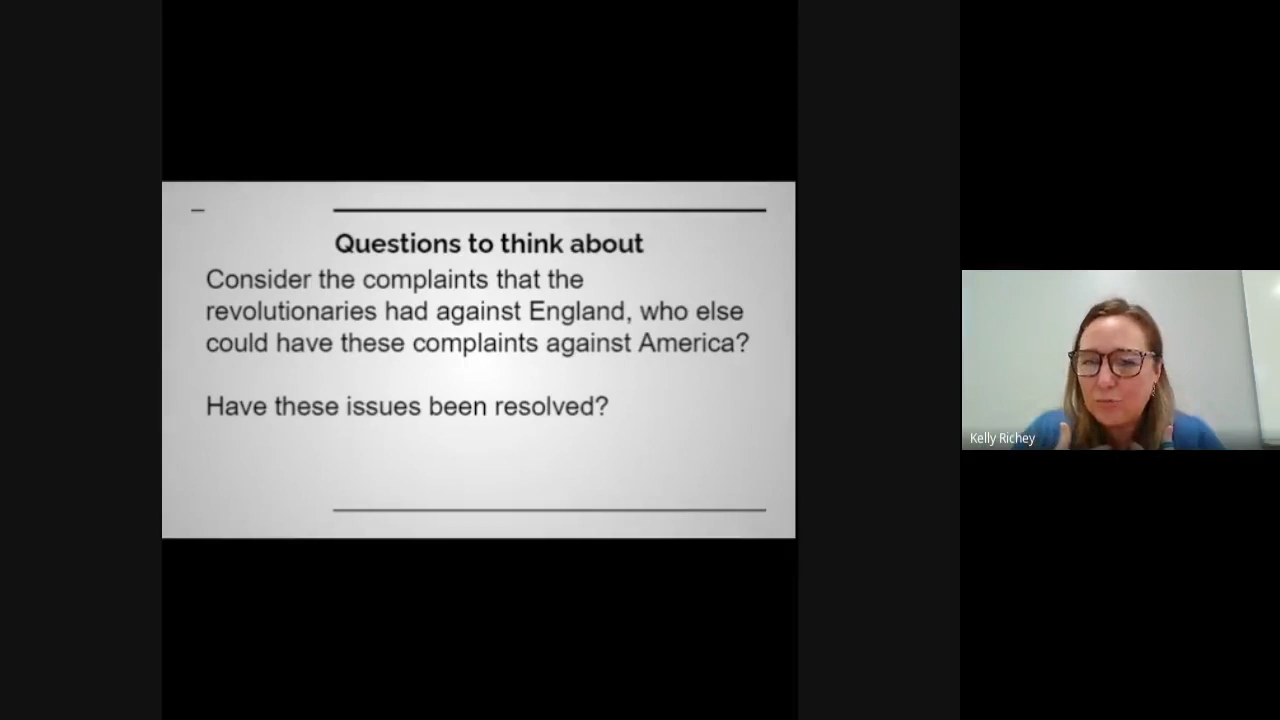 Questions to think about
Consider the complaints that the
revolutionaries had against England, who else
could have these complaints against America?
Have these issues been resolved?
Kelly Richey